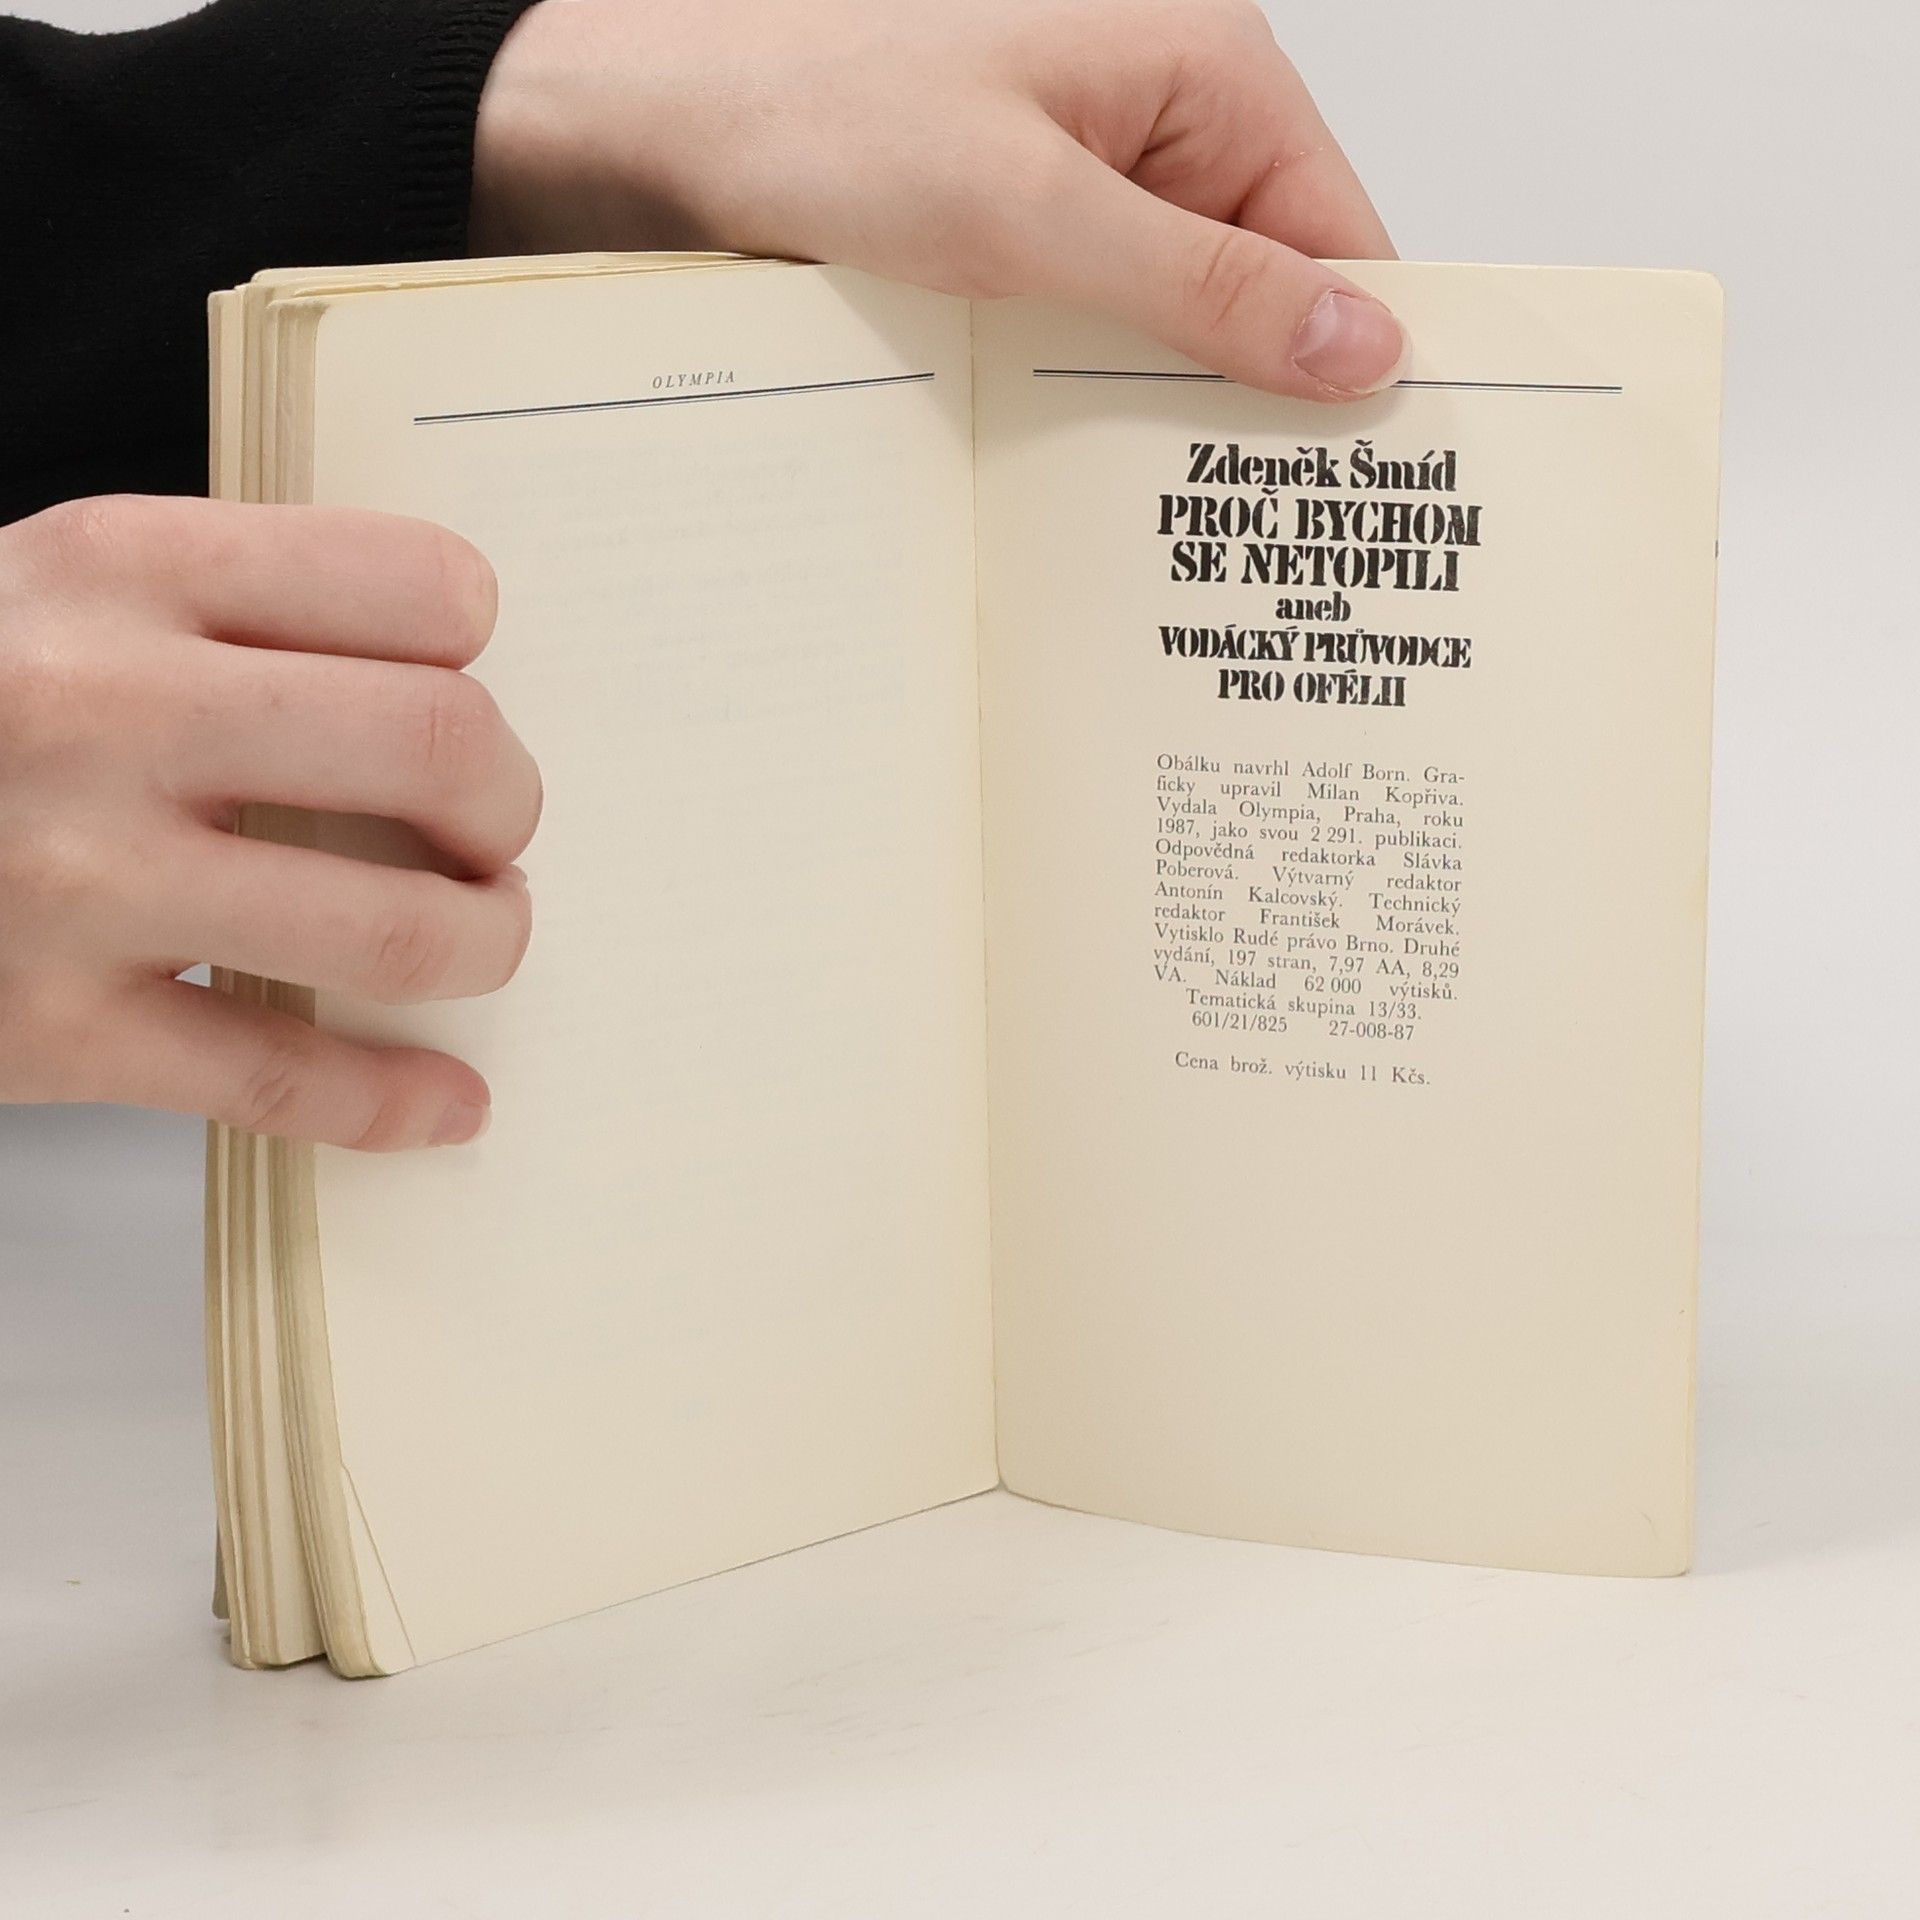 OLYMPIA
Zdeněk Šmíd
PROČ BYCHOM
SE NETOPILI
aneb
VODÁCKÝ PRŮVODCE
PRO OFÉLII
Obálku navrhl Adolf Born. Gra-
ficky upravil Milan Kopřiva.
Vydala Olympia, Praha, roku
1987, jako svou 2 291. publikaci.
Odpovědná redaktorka Slávka
Poberová. Výtvarný redaktor
Antonín Kalcovský. Technický
redaktor František Morávek.
Vytisklo Rudé právo Brno. Druhé
vydání, 197 stran, 7,97 AA, 8,29
VA. Náklad 62 000 výtisků.
Tematická skupina 13/33.
601/21/825 27-008-87
Cena brož. výtisku 11 Kčs.